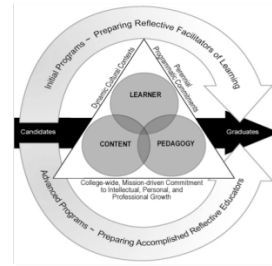 Initial Programs ~ Preparing Reflective Facilitators of Learning
Dynamic Cultural Contexts
Perennial
Programmatic Commitments
LEARNER
Candidates
Graduates
CONTENT
PEDAGOGY
College-wide, Mission-driven Commitment
to Intellectual, Personal, and
Professional Growth
Advanced Programs ~ Preparing Accomplished Reflective Educators